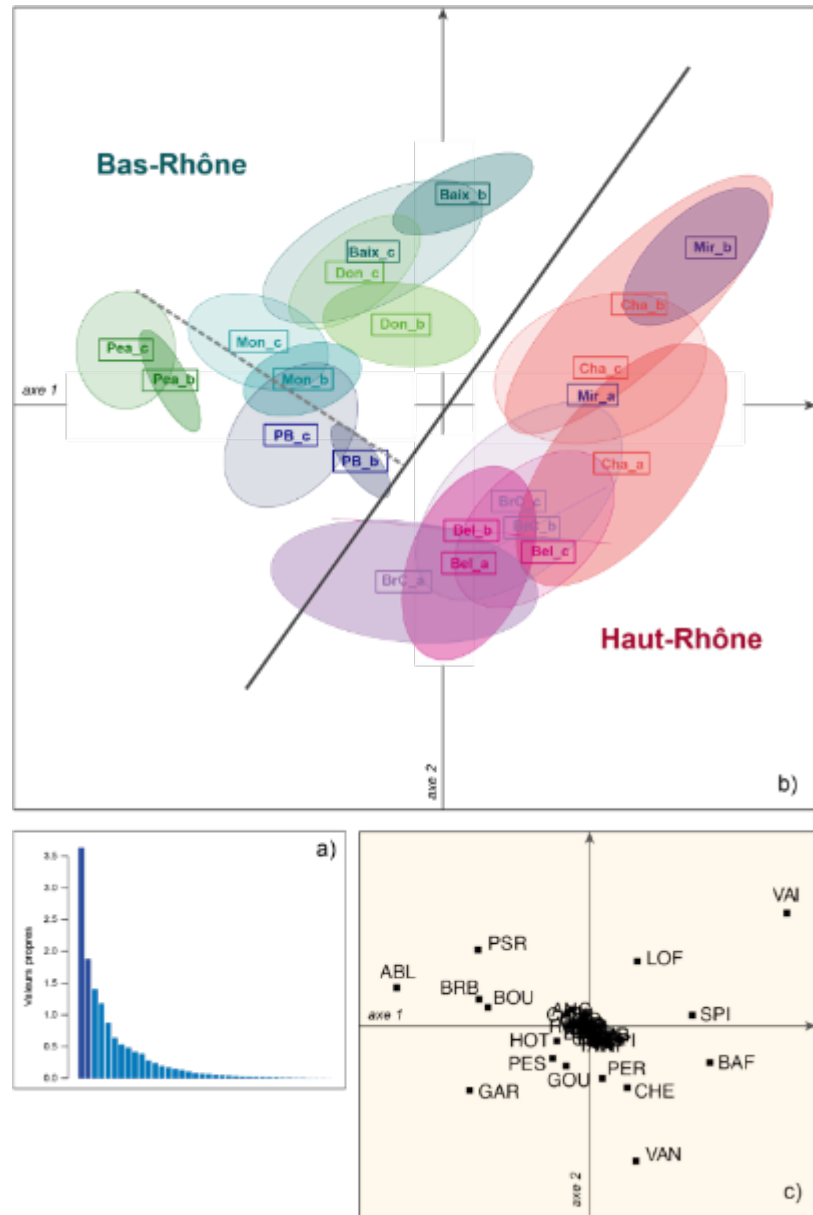 Bas-Rhône
Baix_b
Mir_b
Baix_c
Don_c
Cha_b
Don_b
Mon_c
Pea_c
Cha_c
Pea_b
Mon_b
axe 1
Mir_a
PB_c
PB_b
Cha_a
BrC_c
Bel_b
BrC_b
Bel_c
Bel_a
BrC_a
Haut-Rhône
axe 2
b)
a)
3.5
3.0
2.5
2.0
1.5
1.0
0.5
0.0
Valeurs propres
VAI
PSR
LOF
ABL
BRB
BOU
SPI
axe 1
HOT
PES
GOU
PER
BAF
GAR
CHE
VAN
axe 2
c)